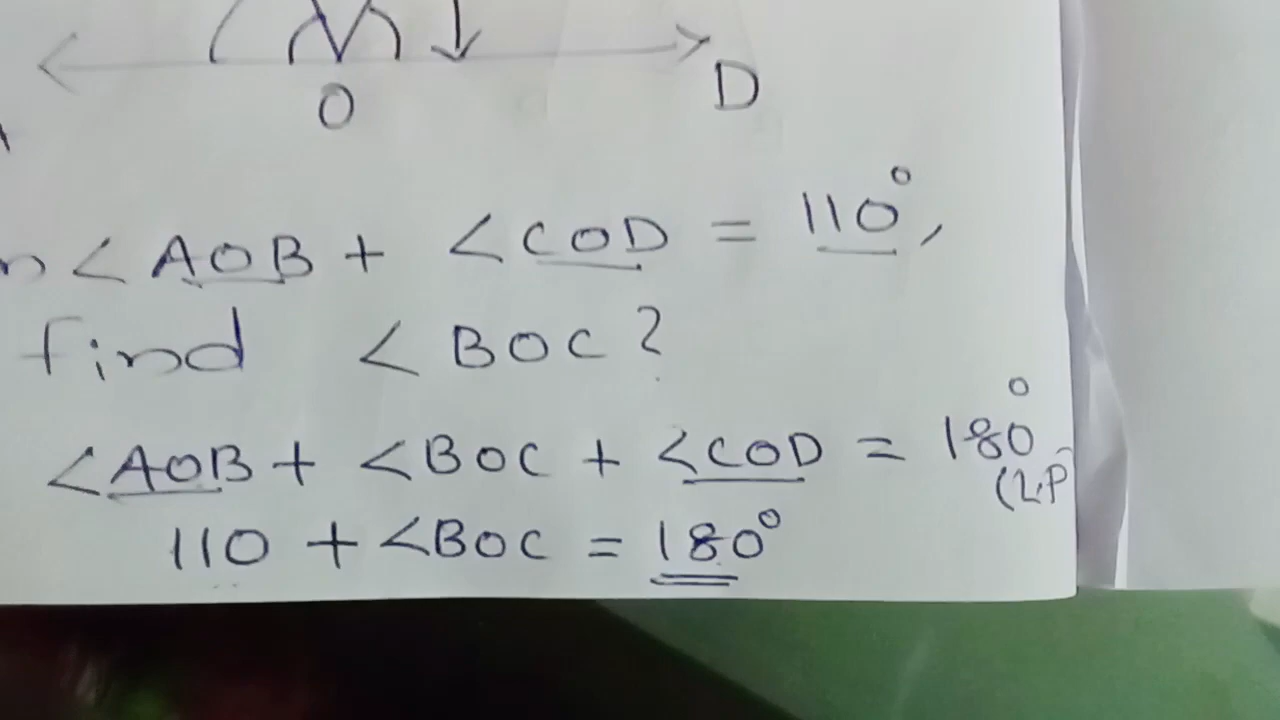 O
D
<AOB + <COD = 110°,
find <BOC?
<AOB + <BOC + <COD = 180°
(L.P
110 + <BOC = 180°